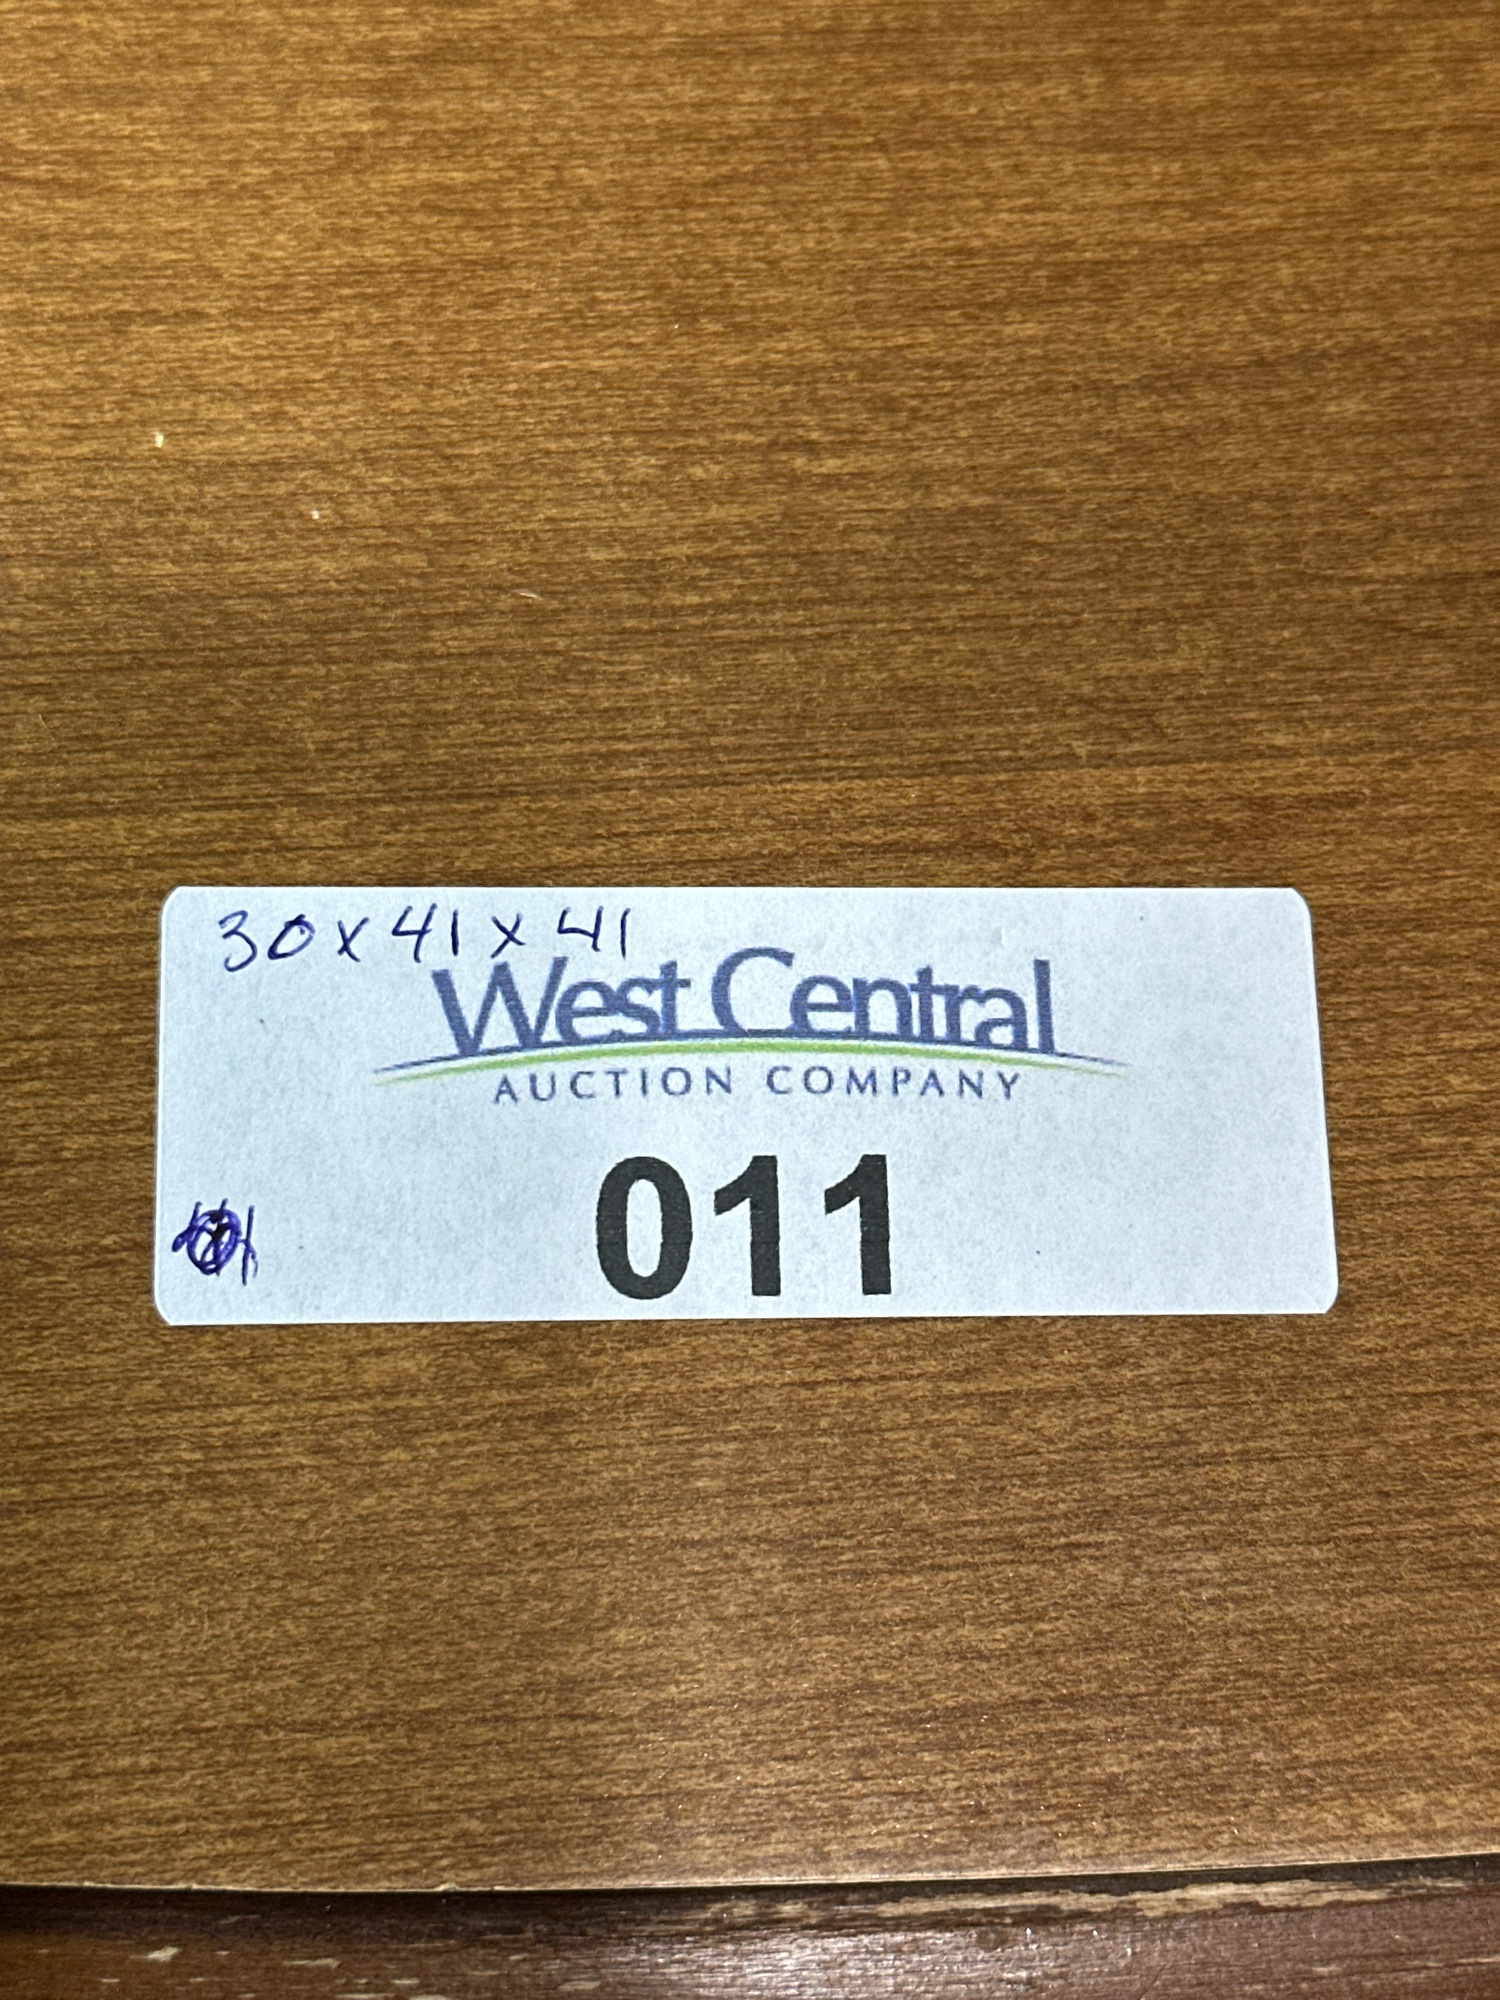 30 x 41 x 41
West Central
AUCTION COMPANY
011